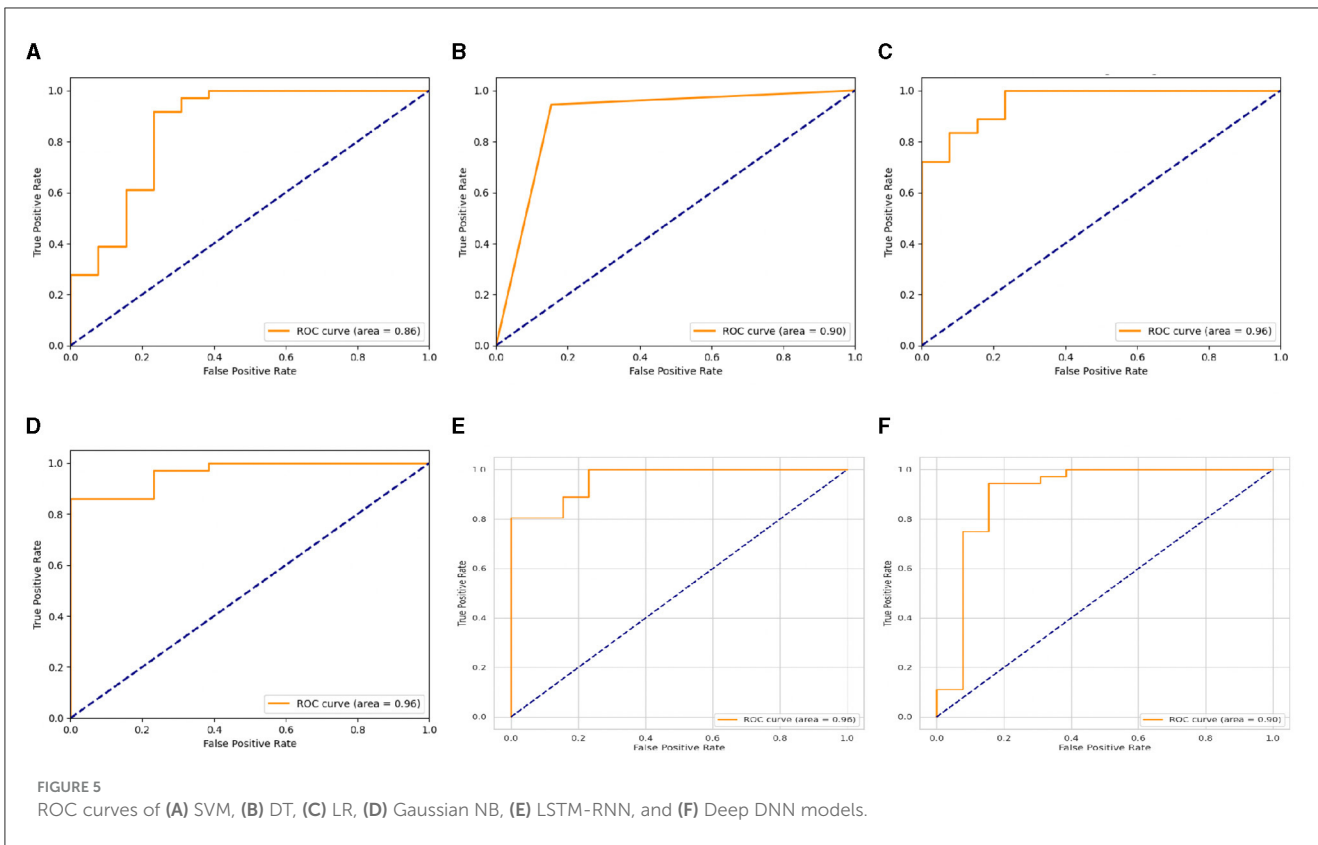 A
1.0
0.8
0.6
0.4
0.2
0.0
True Positive Rate
ROC curve (area = 0.86)
0.0 0.2 0.4 0.6 0.8 1.0
False Positive Rate
B
1.0
0.8
0.6
0.4
0.2
0.0
True Positive Rate
ROC curve (area = 0.90)
0.0 0.2 0.4 0.6 0.8 1.0
False Positive Rate
C
1.0
0.8
0.6
0.4
0.2
0.0
True Positive Rate
ROC curve (area = 0.96)
0.0 0.2 0.4 0.6 0.8 1.0
False Positive Rate
D
1.0
0.8
0.6
0.4
0.2
0.0
True Positive Rate
ROC curve (area = 0.96)
0.0 0.2 0.4 0.6 0.8 1.0
False Positive Rate
E
1.0
0.8
0.6
0.4
0.2
0.0
True Positive Rate
ROC curve (area = 0.96)
0.0 0.2 0.4 0.6 0.8 1.0
False Positive Rate
F
1.0
0.8
0.6
0.4
0.2
0.0
True Positive Rate
ROC curve (area = 0.90)
0.0 0.2 0.4 0.6 0.8 1.0
False Positive Rate
FIGURE 5
ROC curves of (A) SVM, (B) DT, (C) LR, (D) Gaussian NB, (E) LSTM-RNN, and (F) Deep DNN models.